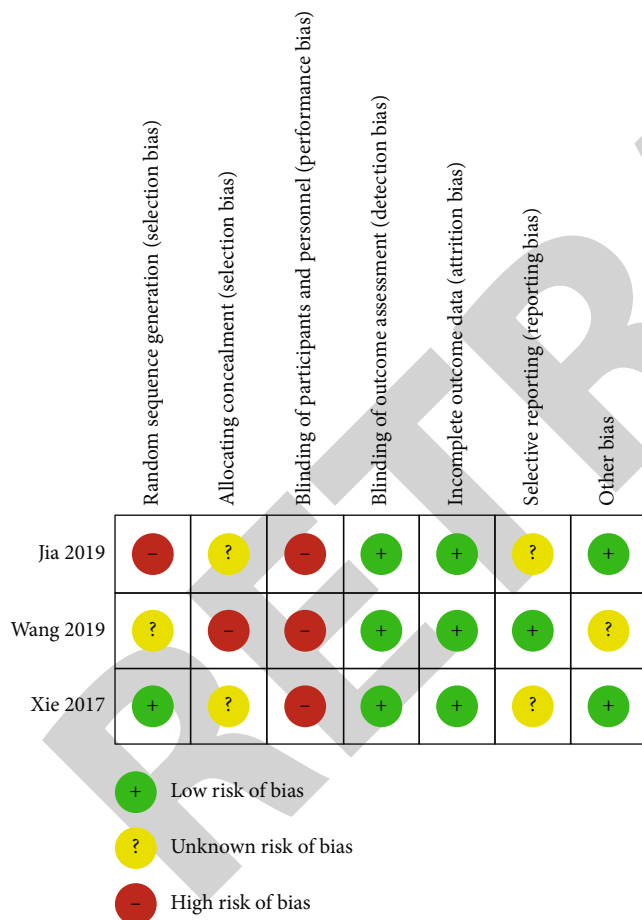 Random sequence generation (selection bias)
Allocating concealment (selection bias)
Blinding of participants and personnel (performance bias)
Blinding of outcome assessment (detection bias)
Incomplete outcome data (attrition bias)
Selective reporting (reporting bias)
Other bias
Jia 2019 – ? – + + ? +
Wang 2019 ? – – + + + ?
Xie 2017 + ? – + + ? +
+ Low risk of bias
? Unknown risk of bias
– High risk of bias
RETR